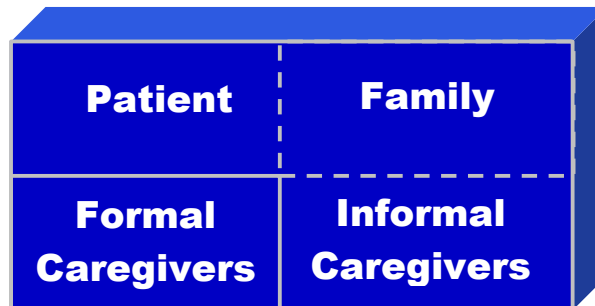 Patient
Family
Formal
Caregivers
Informal
Caregivers